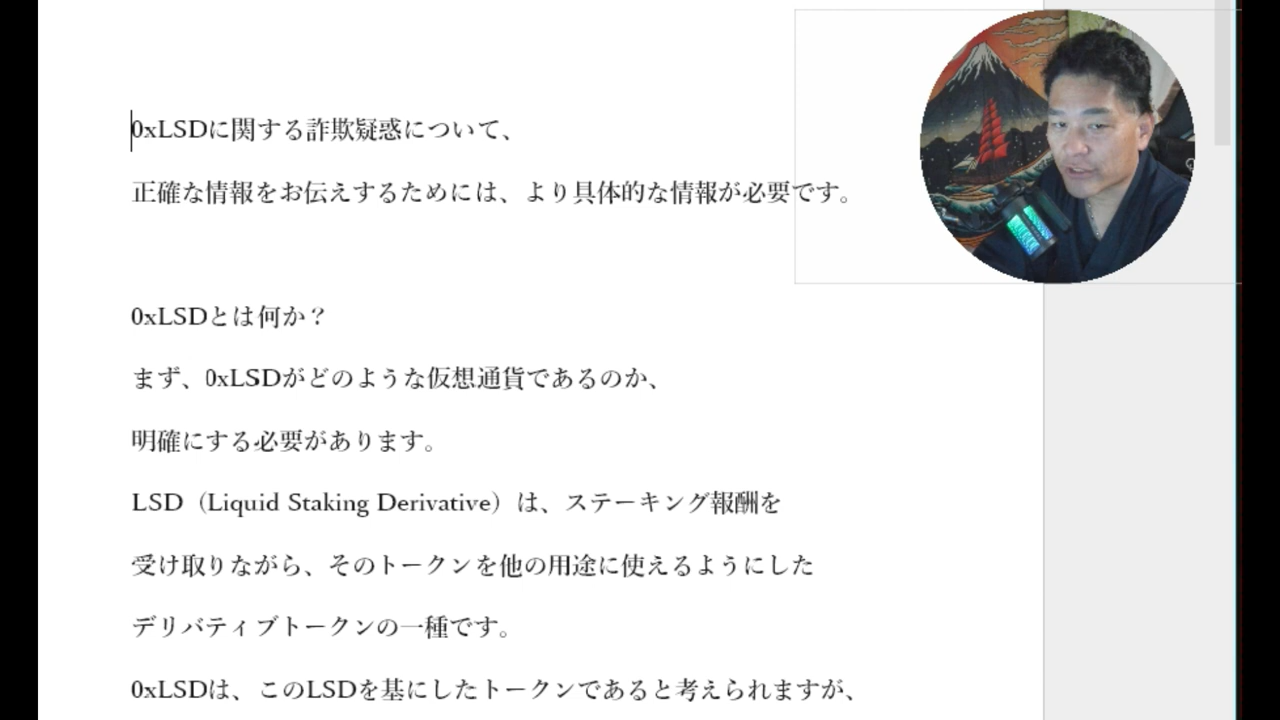 0xLSDに関する詐欺疑惑について、
正確な情報をお伝えするためには、より具体的な情報が必要です。
0xLSDとは何か？
まず、0xLSDがどのような仮想通貨であるのか、
明確にする必要があります。
LSD（Liquid Staking Derivative）は、ステーキング報酬を
受け取りながら、そのトークンを他の用途に使えるようにした
デリバティブトークンの一種です。
0xLSDは、このLSDを基にしたトークンであると考えられますが、